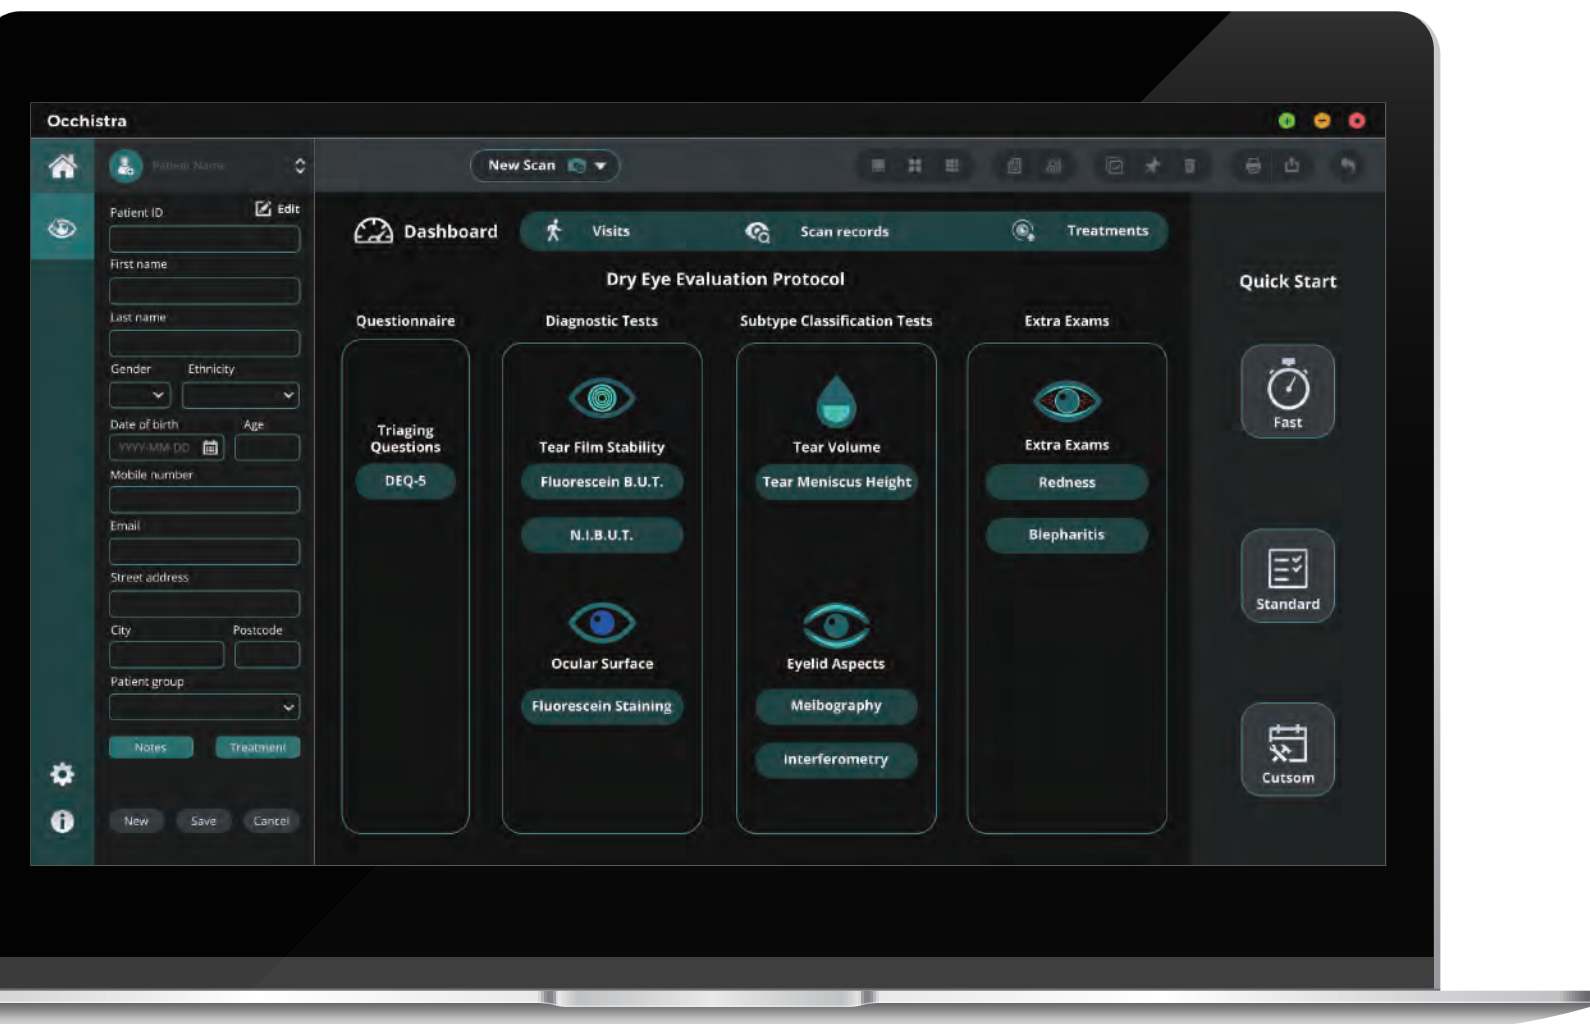 Occhistra
Patient Name
New Scan
Patient ID
Edit
First name
Last name
Gender Ethnicity
Date of birth Age
YYYY-MM-DD
Mobile number
Email
Street address
City Postcode
Patient group
Notes Treatment
New Save Cancel
Dashboard
Visits
Scan records
Treatments
Dry Eye Evaluation Protocol
Questionnaire
Triaging
Questions
DEQ-5
Diagnostic Tests
Tear Film Stability
Fluorescein B.U.T.
N.I.B.U.T.
Ocular Surface
Fluorescein Staining
Subtype Classification Tests
Tear Volume
Tear Meniscus Height
Eyelid Aspects
Meibography
Interferometry
Extra Exams
Extra Exams
Redness
Blepharitis
Quick Start
Fast
Standard
Cutsom